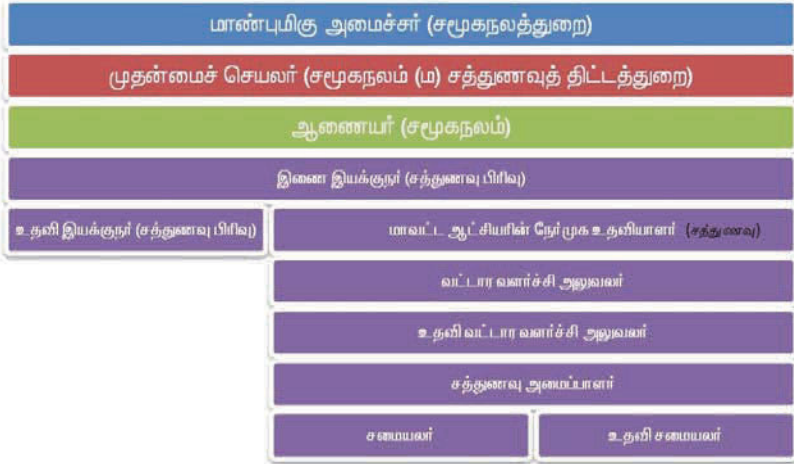 மாண்புமிகு அமைச்சர் (சமூகநலத்துறை)
முதன்மைச் செயலர் (சமூகநலம் (ம) சத்துணவுத் திட்டத்துறை)
ஆணையர் (சமூகநலம்)
இணை இயக்குநர் (சத்துணவு பிரிவு)
உதவி இயக்குநர் (சத்துணவு பிரிவு)
மாவட்ட ஆட்சியரின் நேர்முக உதவியாளர் (சத்துணவு)
வட்டார வளர்ச்சி அலுவலர்
உதவி வட்டார வளர்ச்சி அலுவலர்
சத்துணவு அமைப்பாளர்
சமையலர்
உதவி சமையலர்